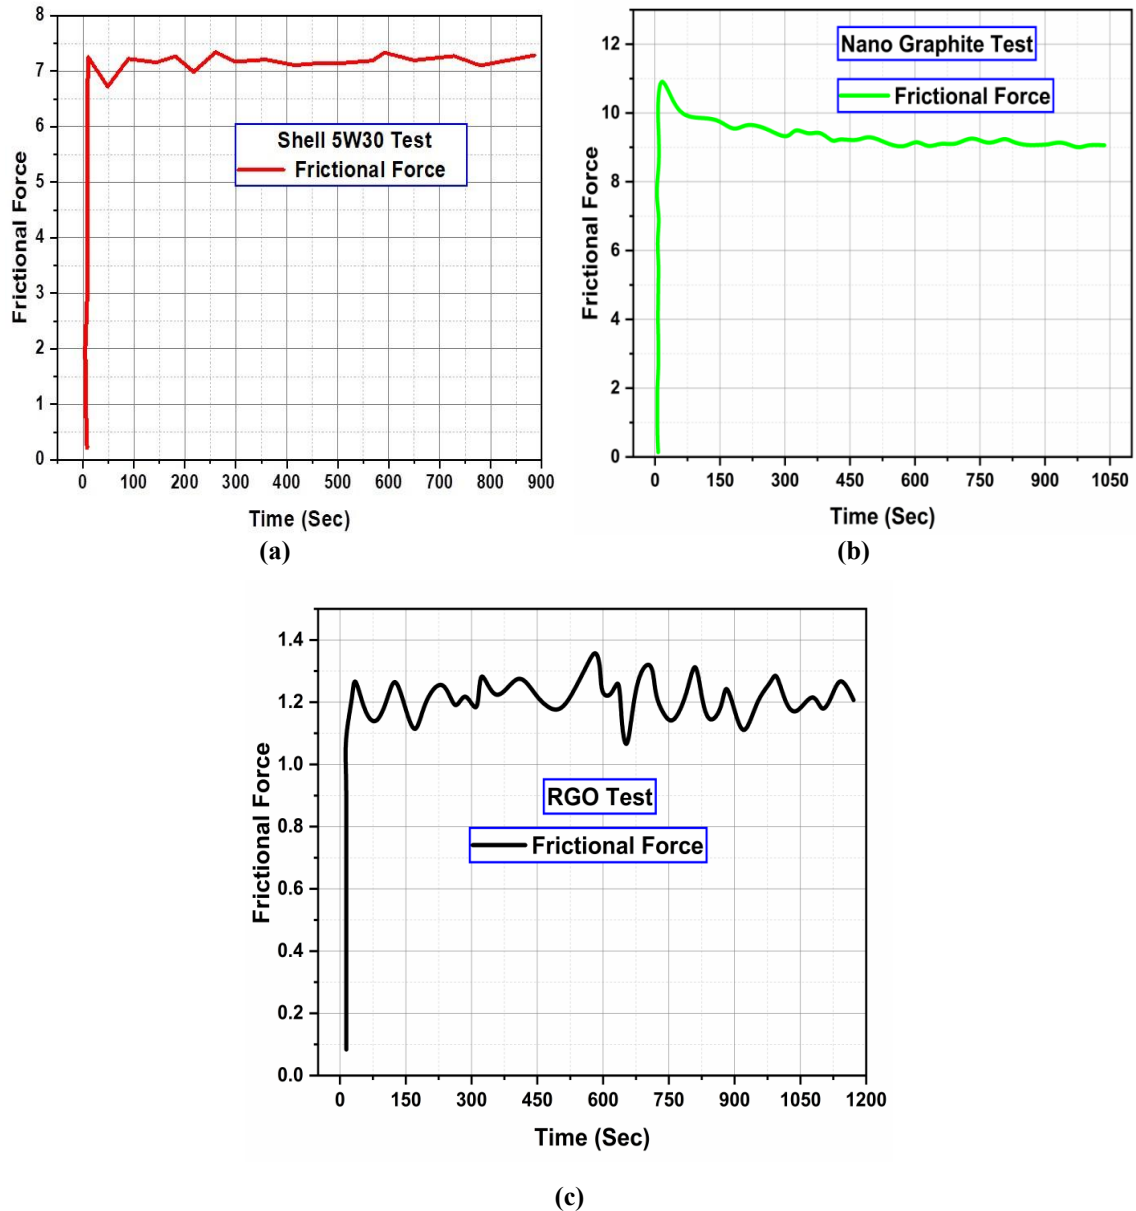 8
7
6
5
4
3
2
1
0
Frictional Force
Shell 5W30 Test
Frictional Force
0 100 200 300 400 500 600 700 800 900
Time (Sec)
(a)
12
10
8
6
4
2
0
Frictional Force
Nano Graphite Test
Frictional Force
0 150 300 450 600 750 900 1050
Time (Sec)
(b)
1.4
1.2
1.0
0.8
0.6
0.4
0.2
0.0
Frictional Force
RGO Test
Frictional Force
0 150 300 450 600 750 900 1050 1200
Time (Sec)
(c)